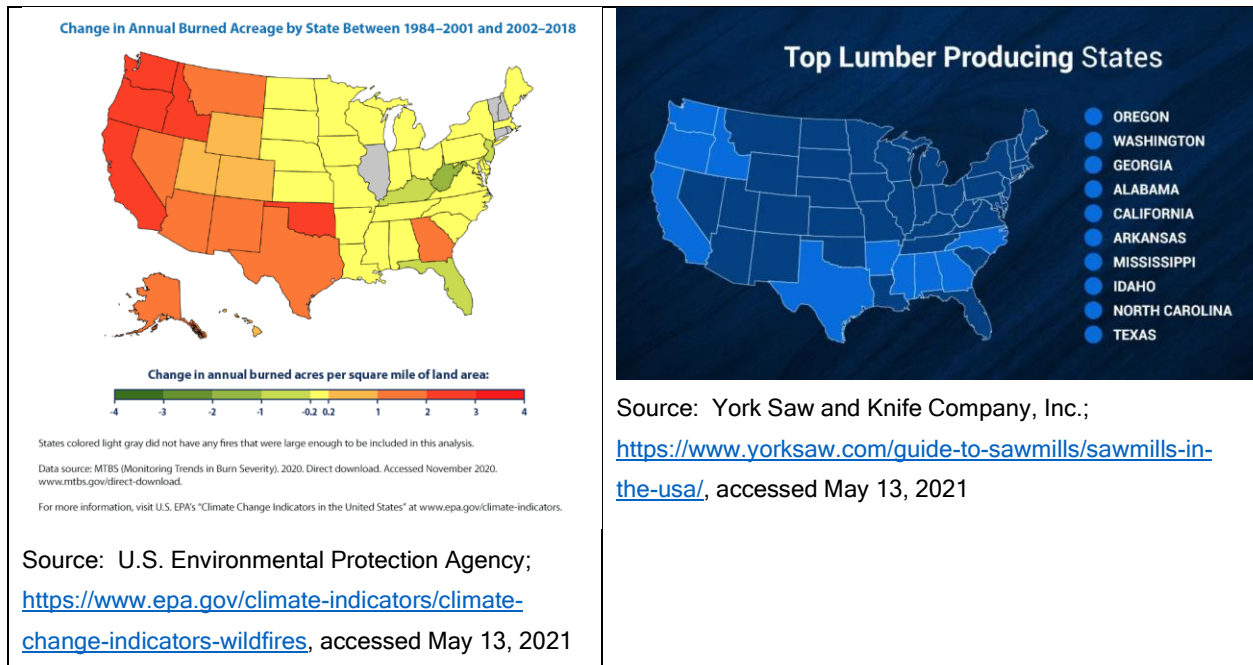 Change in Annual Burned Acreage by State Between 1984–2001 and 2002–2018
Change in annual burned acres per square mile of land area:
-4 -3 -2 -1 -0.2 0.2 1 2 3 4
States colored light gray did not have any fires that were large enough to be included in this analysis.
Data source: MTBS (Monitoring Trends in Burn Severity). 2020. Direct download. Accessed November 2020.
www.mtbs.gov/direct-download.
For more information, visit U.S. EPA's "Climate Change Indicators in the United States" at www.epa.gov/climate-indicators.
Source: U.S. Environmental Protection Agency;
https://www.epa.gov/climate-indicators/climate-
change-indicators-wildfires, accessed May 13, 2021
Top Lumber Producing States
OREGON
WASHINGTON
GEORGIA
ALABAMA
CALIFORNIA
ARKANSAS
MISSISSIPPI
IDAHO
NORTH CAROLINA
TEXAS
Source: York Saw and Knife Company, Inc.;
https://www.yorksaw.com/guide-to-sawmills/sawmills-in-
the-usa/, accessed May 13, 2021